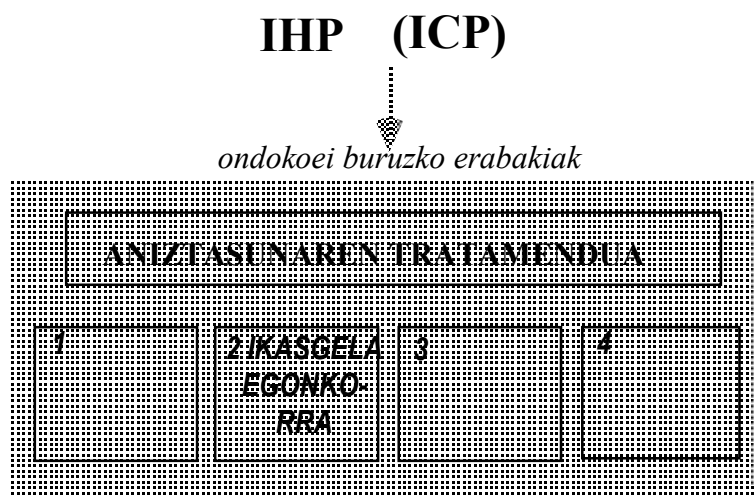 IHP (ICP)
ondokoei buruzko erabakiak
ANIZTASUNAREN TRATAMENDUA
1
2 IKASGELA
EGONKO-
RRA
3
4